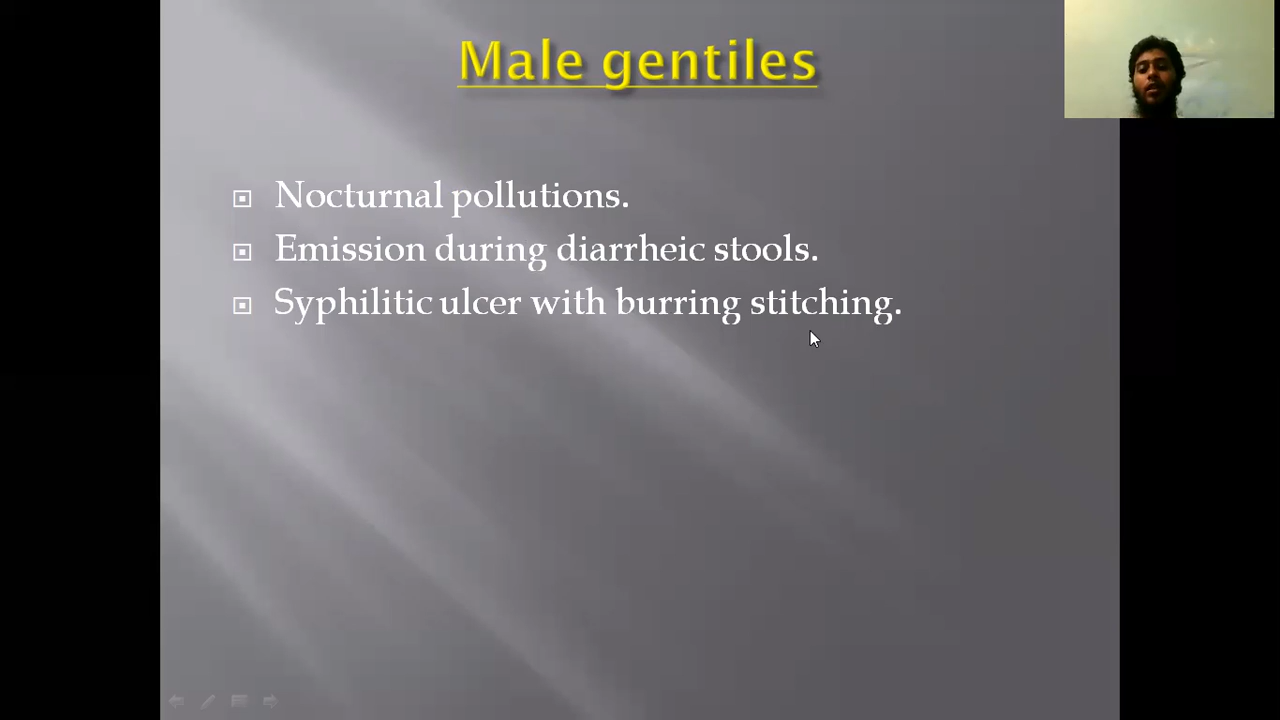 Male gentiles
Nocturnal pollutions.
Emission during diarrheic stools.
Syphilitic ulcer with burring stitching.